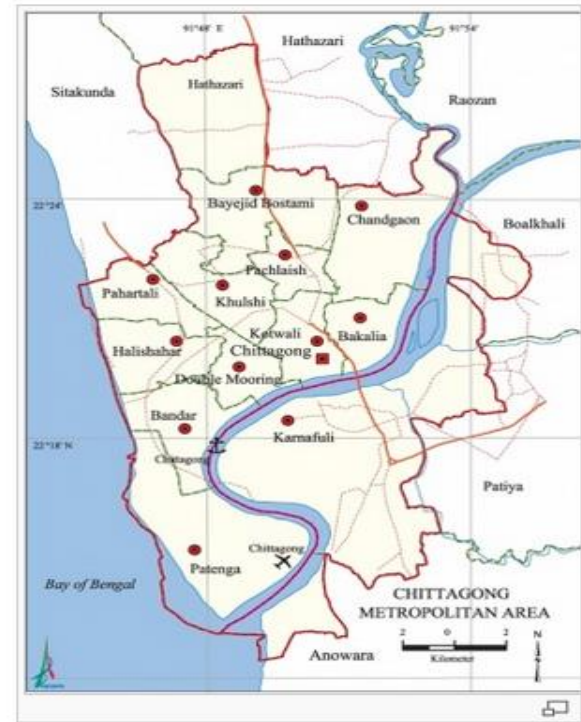 91°48' E
91°54'
Hathazari
Sitakunda
Hathazari
Raozan
22°24'
Bayejid Bostami
Chandgaon
Boalkhali
Pachlaish
Pahartali
Khulshi
Kotwali
Bakalia
Halishahar
Chittagong
Double Mooring
Bandar
Karnafuli
22°18' N
Chittagong
Patiya
Chittagong
Patenga
Bay of Bengal
CHITTAGONG
METROPOLITAN AREA
2 0 2
Kilometer
N
Anowara